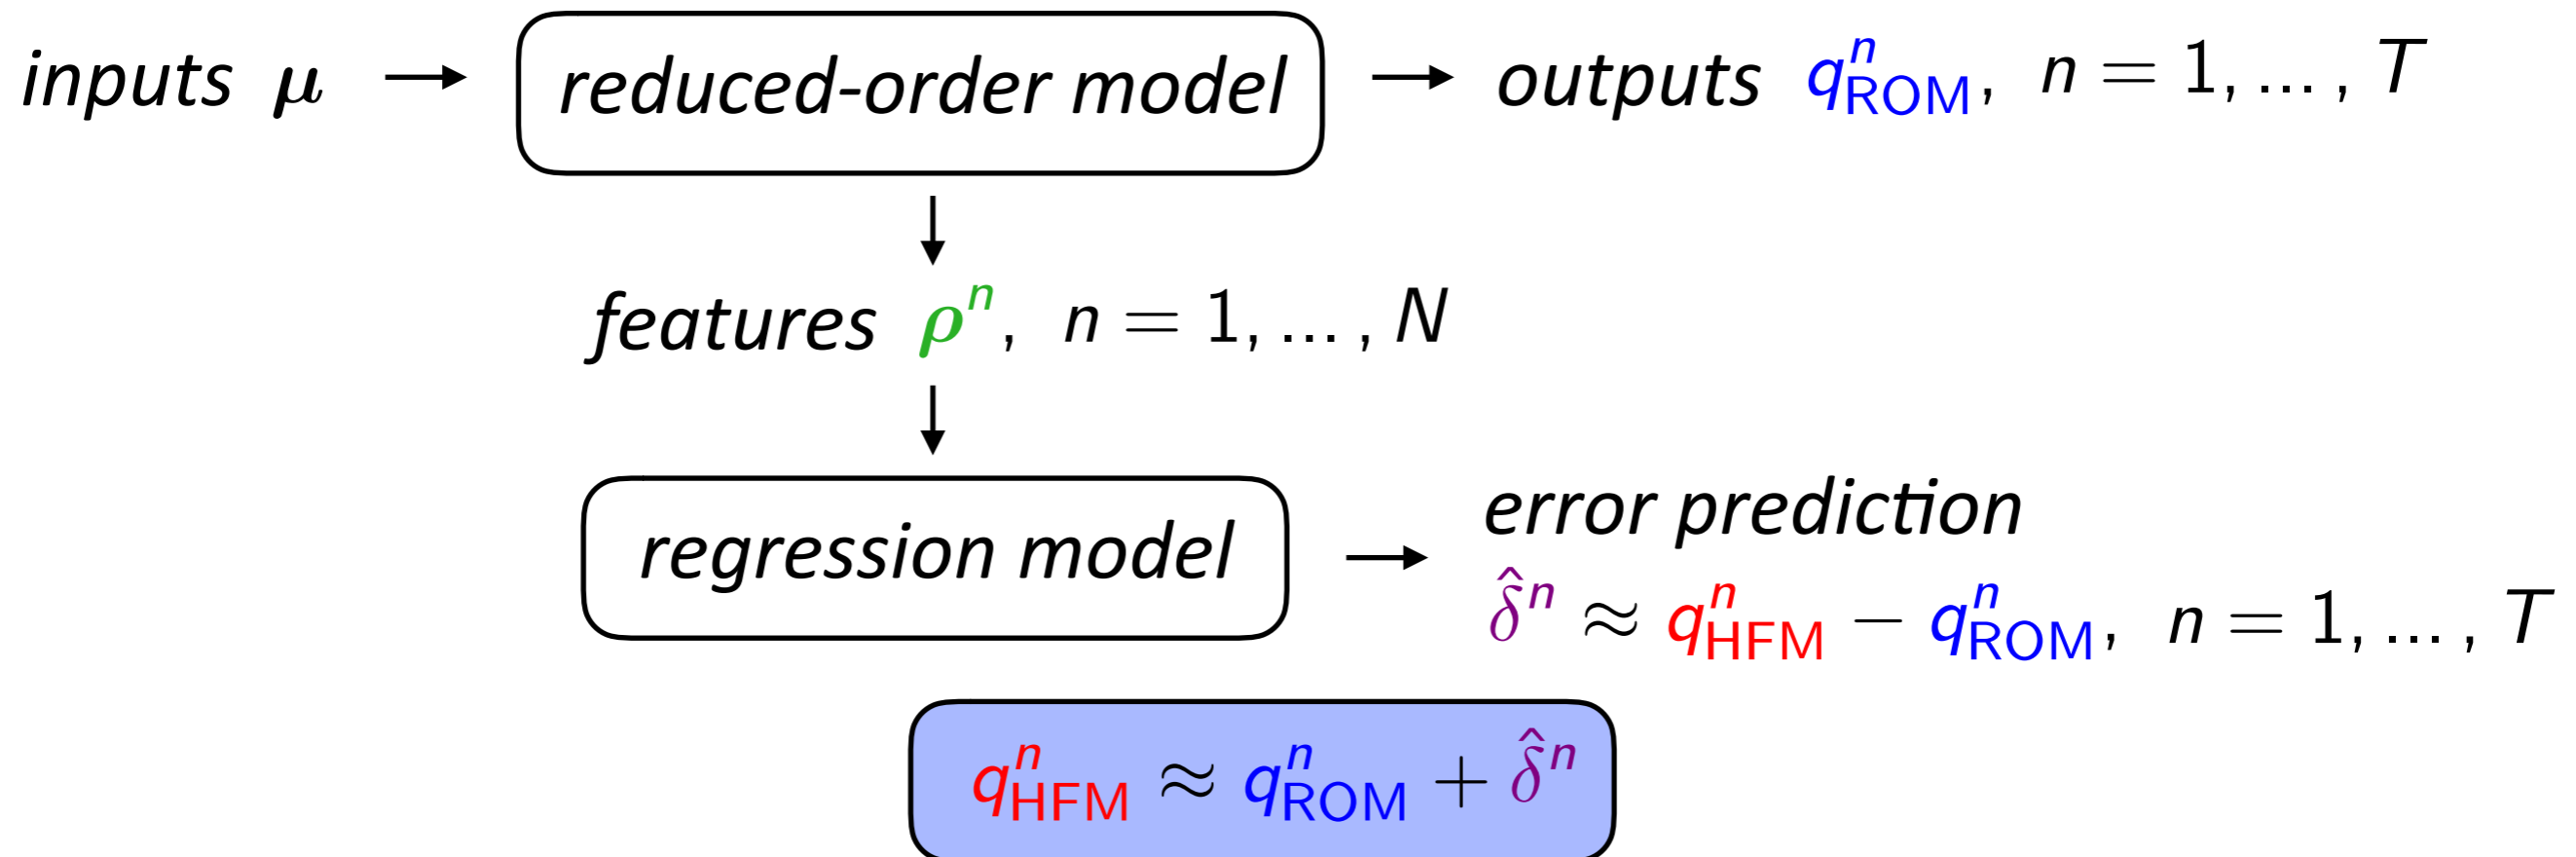 inputs μ → reduced-order model → outputs q^n_ROM, n = 1, ... , T
features ρ^n, n = 1, ... , N
regression model → error prediction
δ̂^n ≈ q^n_HFM − q^n_ROM, n = 1, ... , T
q^n_HFM ≈ q^n_ROM + δ̂^n